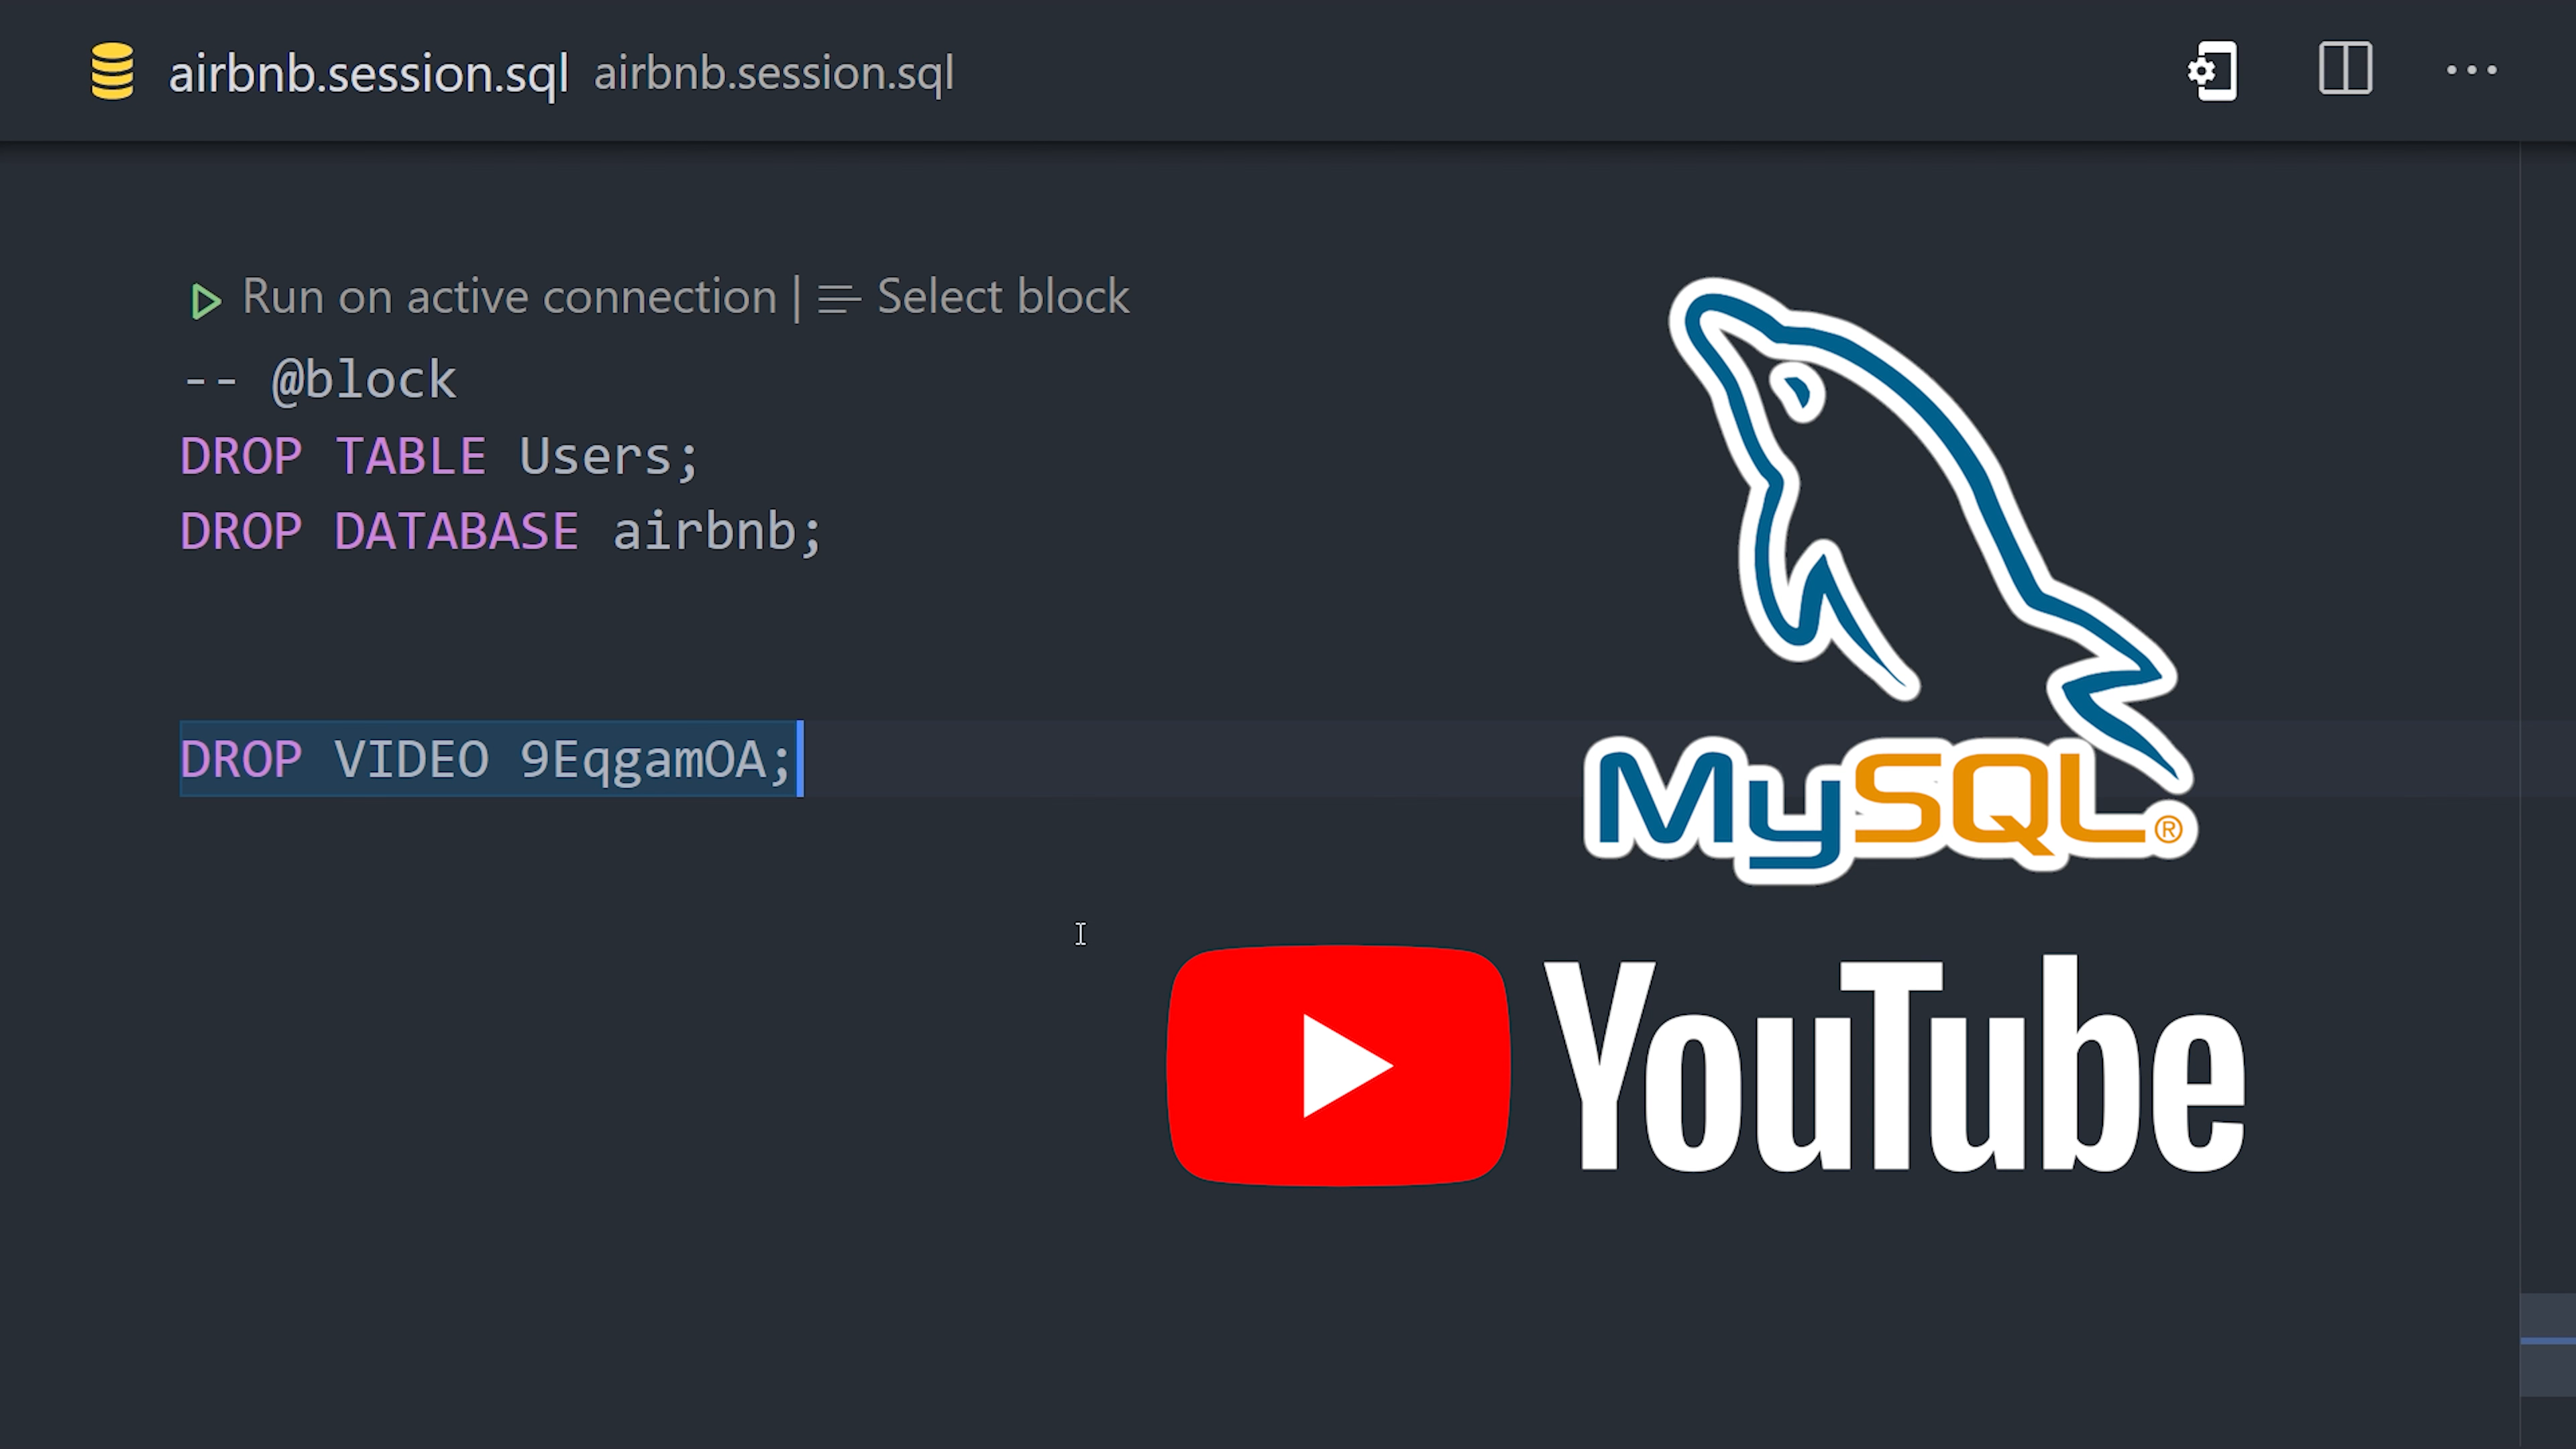 airbnb.session.sql airbnb.session.sql
Run on active connection | Select block
-- @block
DROP TABLE Users;
DROP DATABASE airbnb;
DROP VIDEO 9EqgamOA;
MySQL®
YouTube